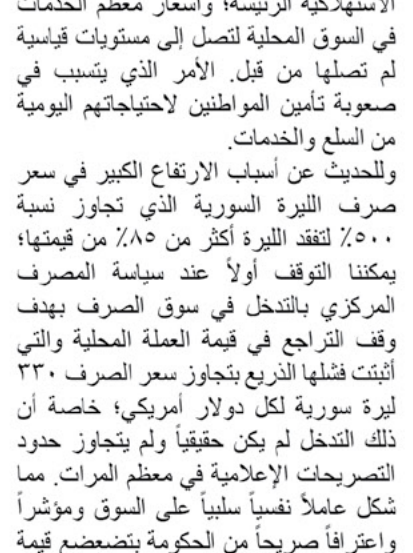 الاستهلاكية الرئيسة؛ وأسعار معظم الخدمات
في السوق المحلية لتصل إلى مستويات قياسية
لم تصلها من قبل. الأمر الذي يتسبب في
صعوبة تأمين المواطنين لاحتياجاتهم اليومية
من السلع والخدمات.
وللحديث عن أسباب الارتفاع الكبير في سعر
صرف الليرة السورية الذي تجاوز نسبة
٥٠٠٪ لتفقد الليرة أكثر من ٨٥٪ من قيمتها؛
يمكننا التوقف أولاً عند سياسة المصرف
المركزي بالتدخل في سوق الصرف بهدف
وقف التراجع في قيمة العملة المحلية والتي
أثبتت فشلها الذريع بتجاوز سعر الصرف ٣٣٠
ليرة سورية لكل دولار أمريكي؛ خاصة أن
ذلك التدخل لم يكن حقيقياً ولم يتجاوز حدود
التصريحات الإعلامية في معظم المرات. مما
شكل عاملاً نفسياً سلبياً على السوق ومؤشراً
واعترافاً صريحاً من الحكومة بتضعضع قيمة